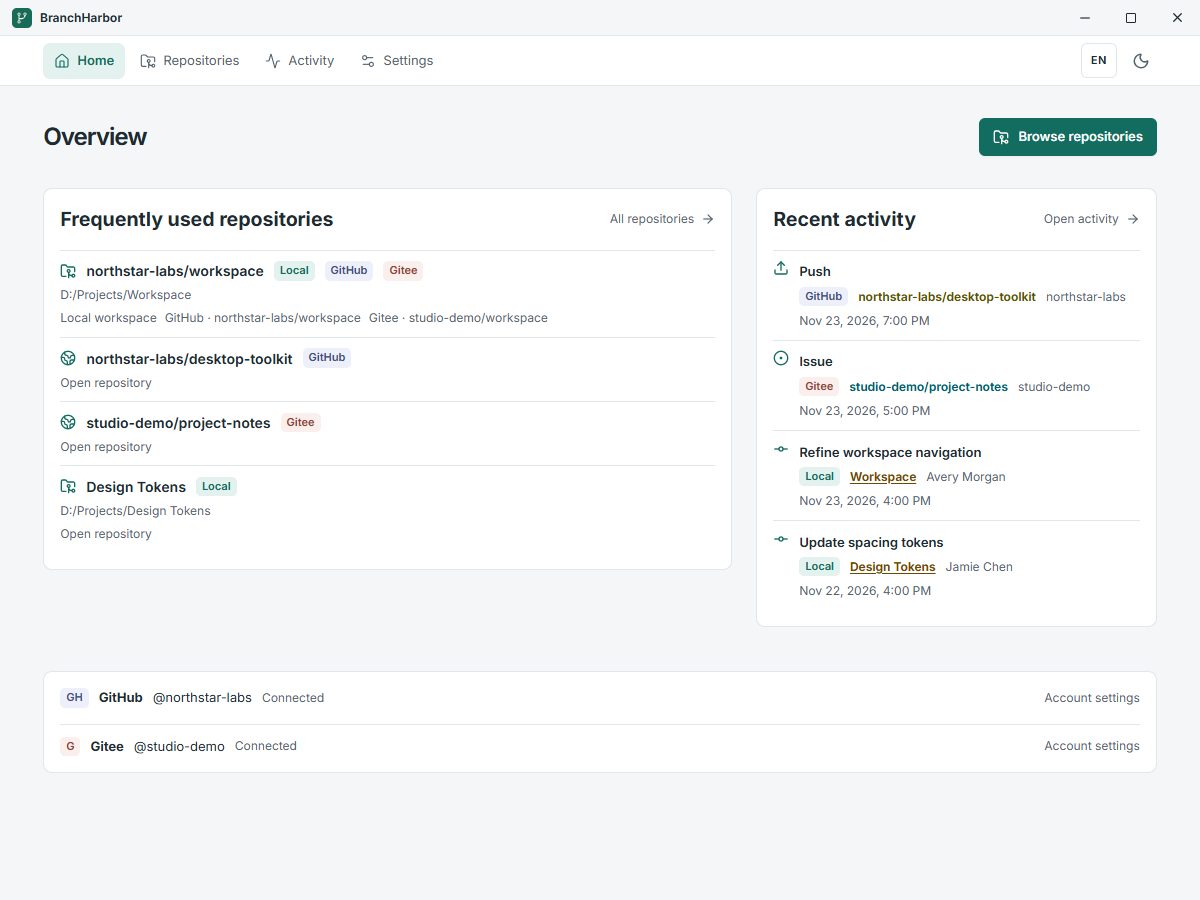 BranchHarbor
Home
Repositories
Activity
Settings
EN
Overview
Browse repositories
Frequently used repositories
All repositories
northstar-labs/workspace Local GitHub Gitee
D:/Projects/Workspace
Local workspace GitHub · northstar-labs/workspace Gitee · studio-demo/workspace
northstar-labs/desktop-toolkit GitHub
Open repository
studio-demo/project-notes Gitee
Open repository
Design Tokens Local
D:/Projects/Design Tokens
Open repository
Recent activity
Open activity
Push
GitHub northstar-labs/desktop-toolkit northstar-labs
Nov 23, 2026, 7:00 PM
Issue
Gitee studio-demo/project-notes studio-demo
Nov 23, 2026, 5:00 PM
Refine workspace navigation
Local Workspace Avery Morgan
Nov 23, 2026, 4:00 PM
Update spacing tokens
Local Design Tokens Jamie Chen
Nov 22, 2026, 4:00 PM
GH GitHub @northstar-labs Connected
Account settings
G Gitee @studio-demo Connected
Account settings